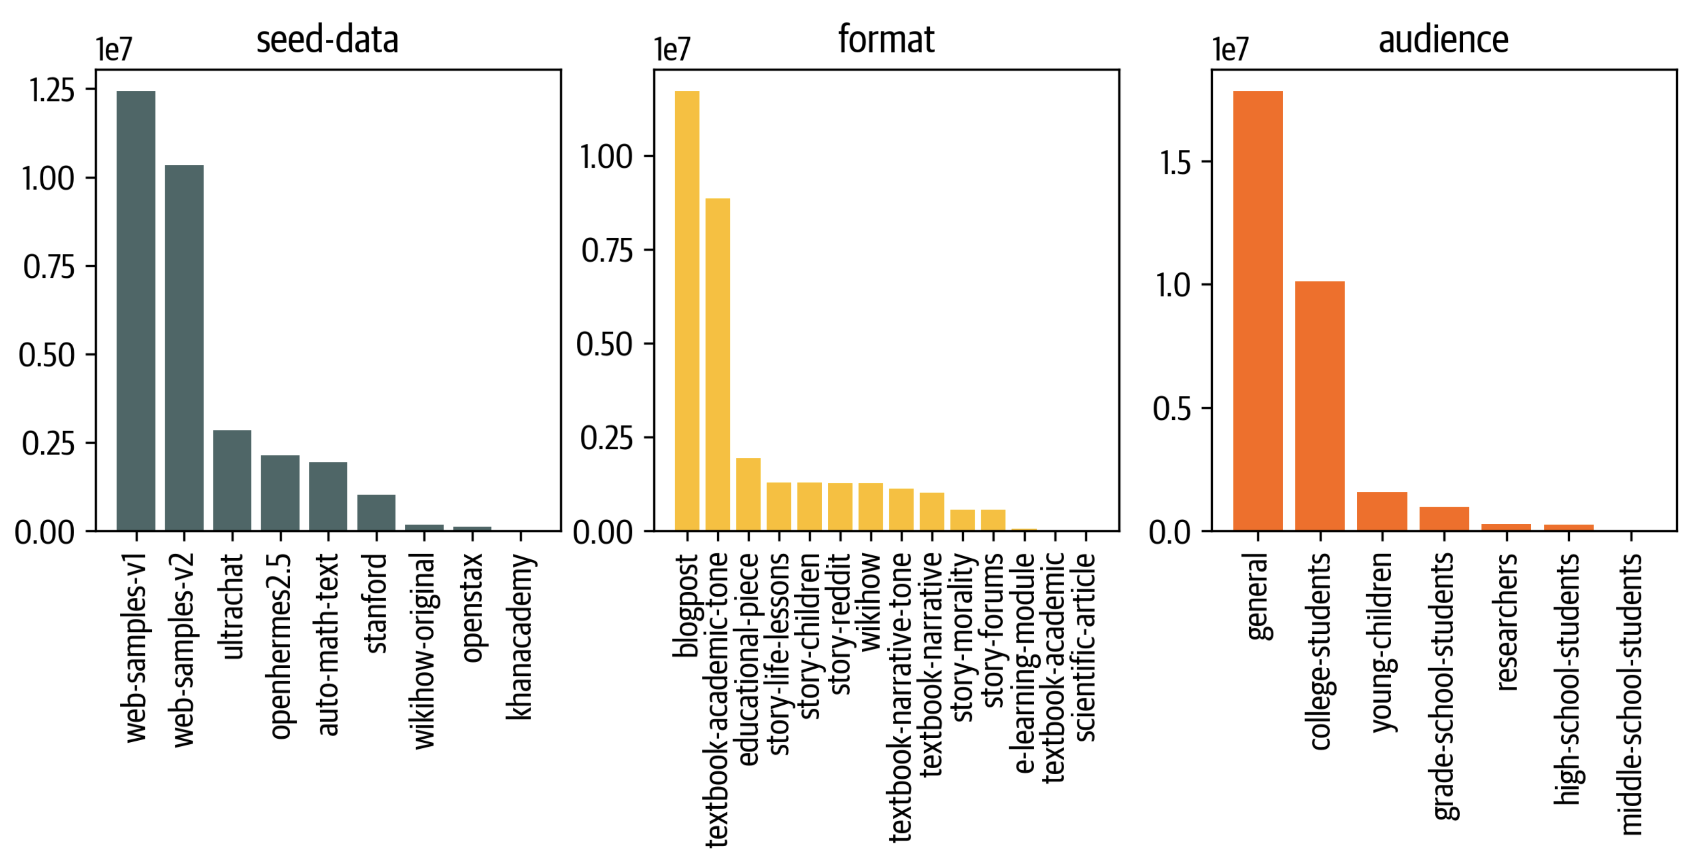 seed-data
1e7
1.25
1.00
0.75
0.50
0.25
0.00
web-samples-v1
web-samples-v2
ultrachat
openhermes2.5
auto-math-text
stanford
wikihow-original
openstax
khanacademy
format
1e7
1.00
0.75
0.50
0.25
0.00
blogpost
textbook-academic-tone
educational-piece
story-life-lessons
story-children
story-reddit
wikihow
textbook-narrative-tone
textbook-narrative
story-morality
story-forums
e-learning-module
textbook-academic
scientific-article
audience
1e7
1.5
1.0
0.5
0.0
general
college-students
young-children
grade-school-students
researchers
high-school-students
middle-school-students